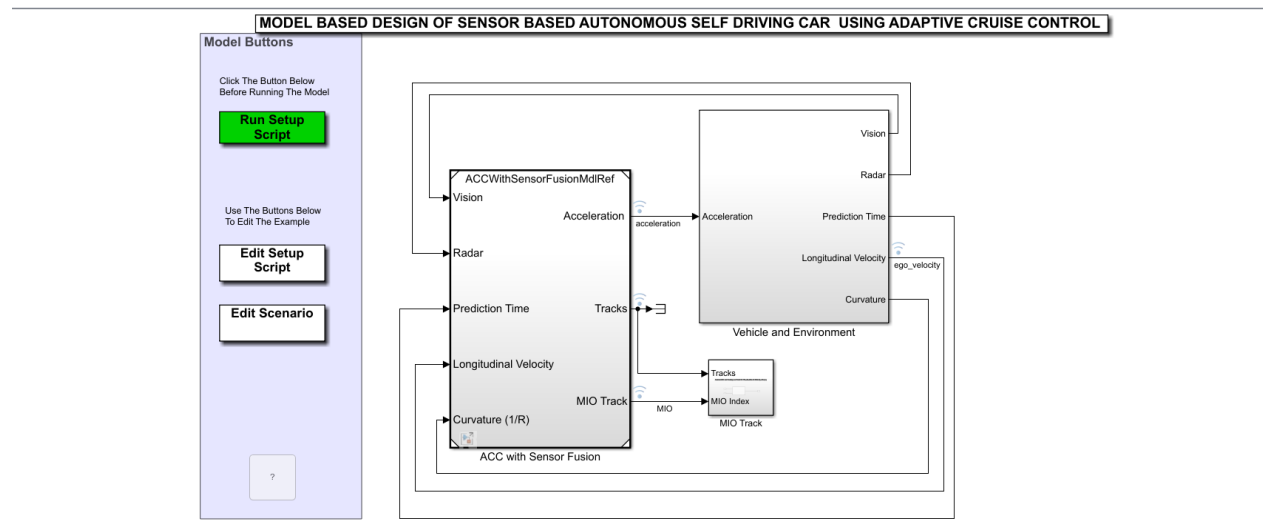 MODEL BASED DESIGN OF SENSOR BASED AUTONOMOUS SELF DRIVING CAR  USING ADAPTIVE CRUISE CONTROL
Model Buttons
Click The Button Below
Before Running The Model
Run Setup
Script
Use The Buttons Below
To Edit The Example
Edit Setup
Script
Edit Scenario
?
ACCWithSensorFusionMdlRef
Vision
Acceleration
Radar
Prediction Time
Tracks
Longitudinal Velocity
MIO Track
Curvature (1/R)
ACC with Sensor Fusion
acceleration
MIO
Vision
Radar
Acceleration
Prediction Time
Longitudinal Velocity
ego_velocity
Curvature
Vehicle and Environment
Tracks
MIO Index
MIO Track